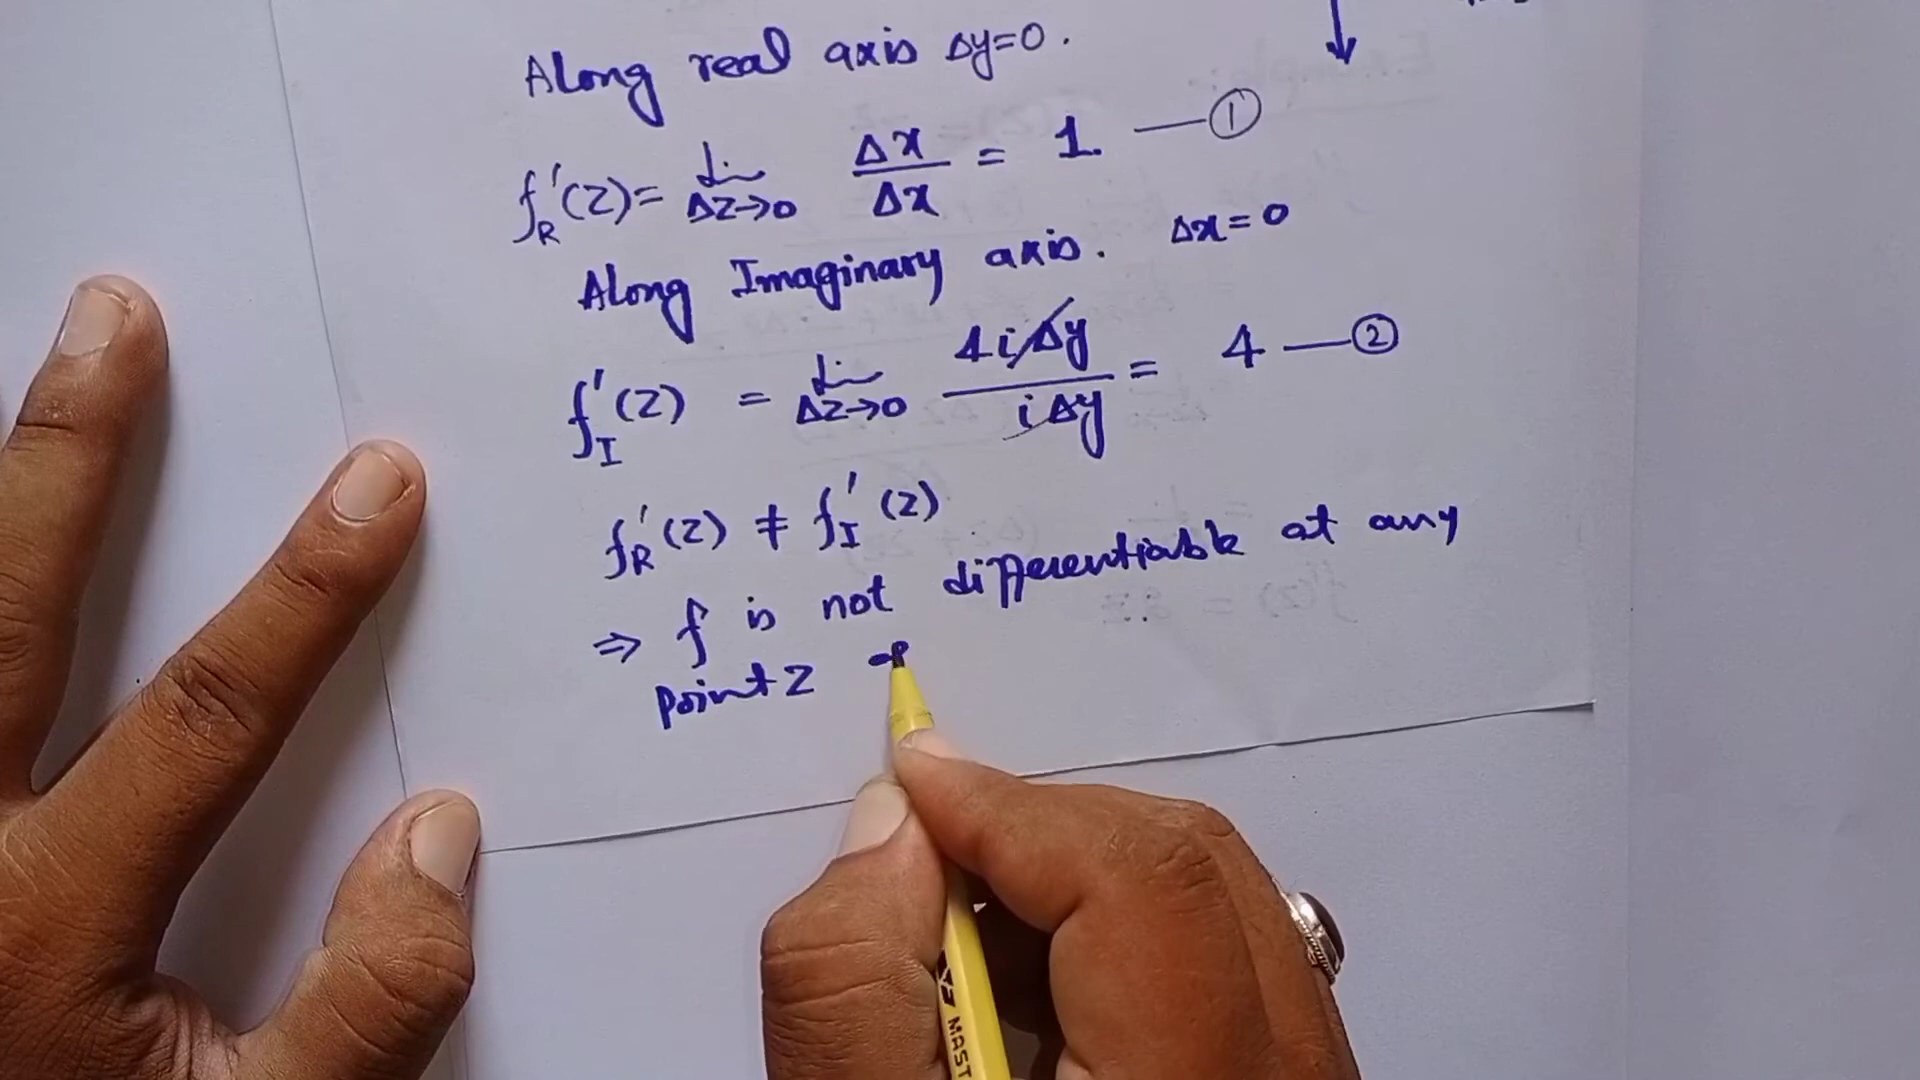 Along real axis Δy=0.
f'R(z)= Lim Δz→0 Δx/Δx = 1. —①
Along Imaginary axis. Δx=0
f'I(z) = Lim Δz→0 4iΔy/iΔy = 4 —②
f'R(z) ≠ f'I(z)
⇒ f is not differentiable at any
point z
MAST